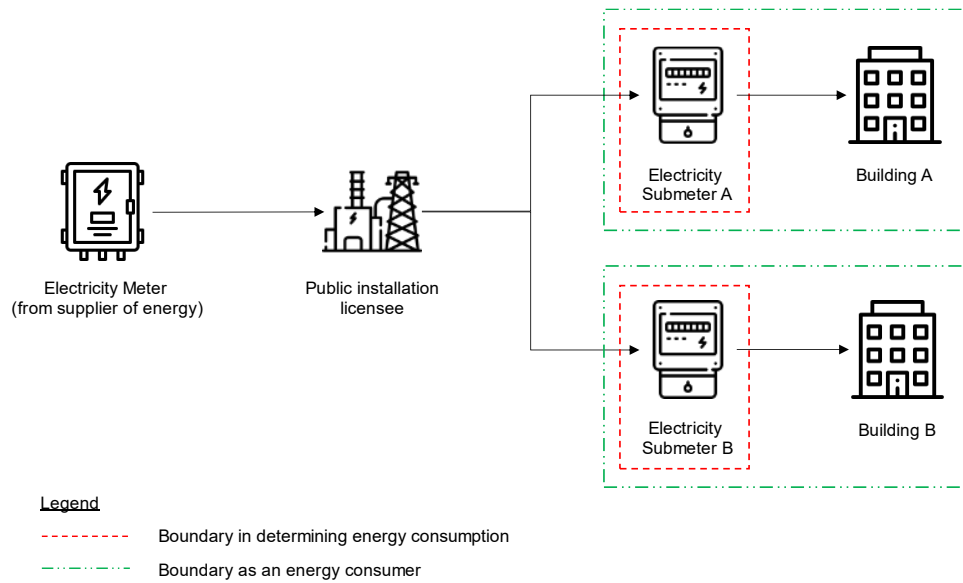 Electricity
Submeter A
Building A
Electricity Meter
(from supplier of energy)
Public installation
licensee
Electricity
Submeter B
Building B
Legend
Boundary in determining energy consumption
Boundary as an energy consumer